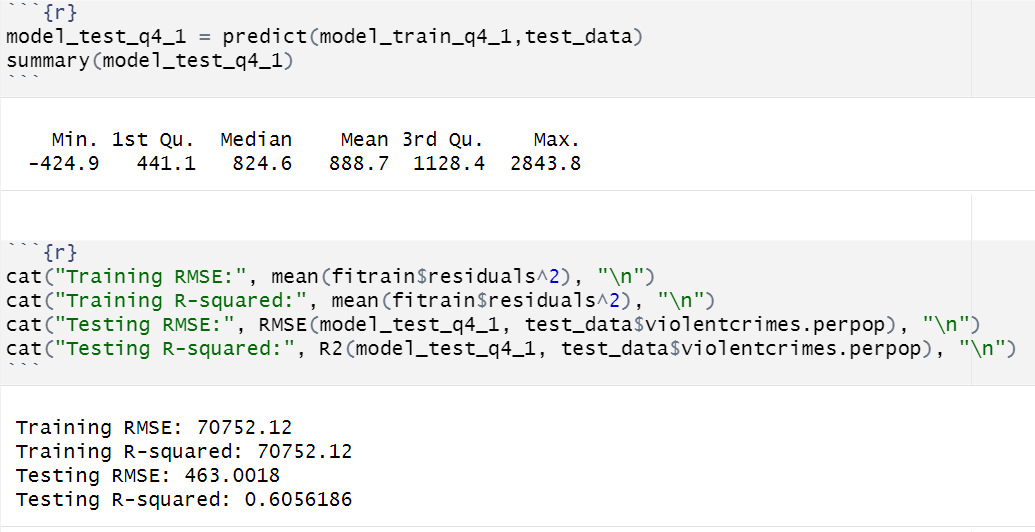 ```{r}
model_test_q4_1 = predict(model_train_q4_1,test_data)
summary(model_test_q4_1)
```
Min. 1st Qu. Median Mean 3rd Qu. Max.
-424.9 441.1 824.6 888.7 1128.4 2843.8
```{r}
cat("Training RMSE:", mean(fitrain$residuals^2), "\n")
cat("Training R-squared:", mean(fitrain$residuals^2), "\n")
cat("Testing RMSE:", RMSE(model_test_q4_1, test_data$violentcrimes.perpop), "\n")
cat("Testing R-squared:", R2(model_test_q4_1, test_data$violentcrimes.perpop), "\n")
```
Training RMSE: 70752.12
Training R-squared: 70752.12
Testing RMSE: 463.0018
Testing R-squared: 0.6056186